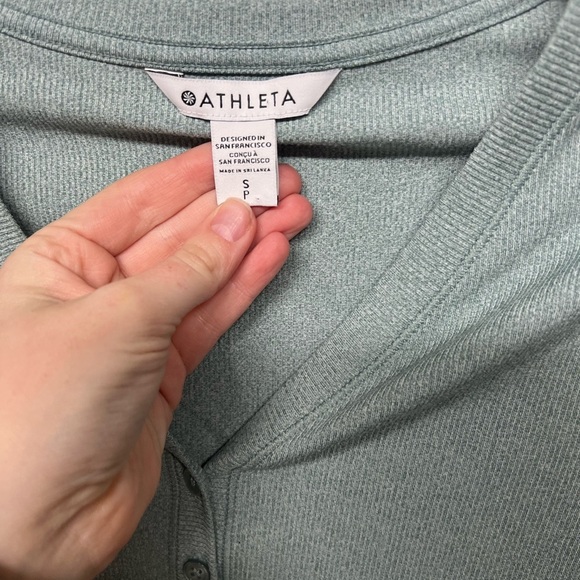 ATHLETA
DESIGNED IN
SAN FRANCISCO
CONÇU À
SAN FRANCISCO
MADE IN SRI LANKA
S
P